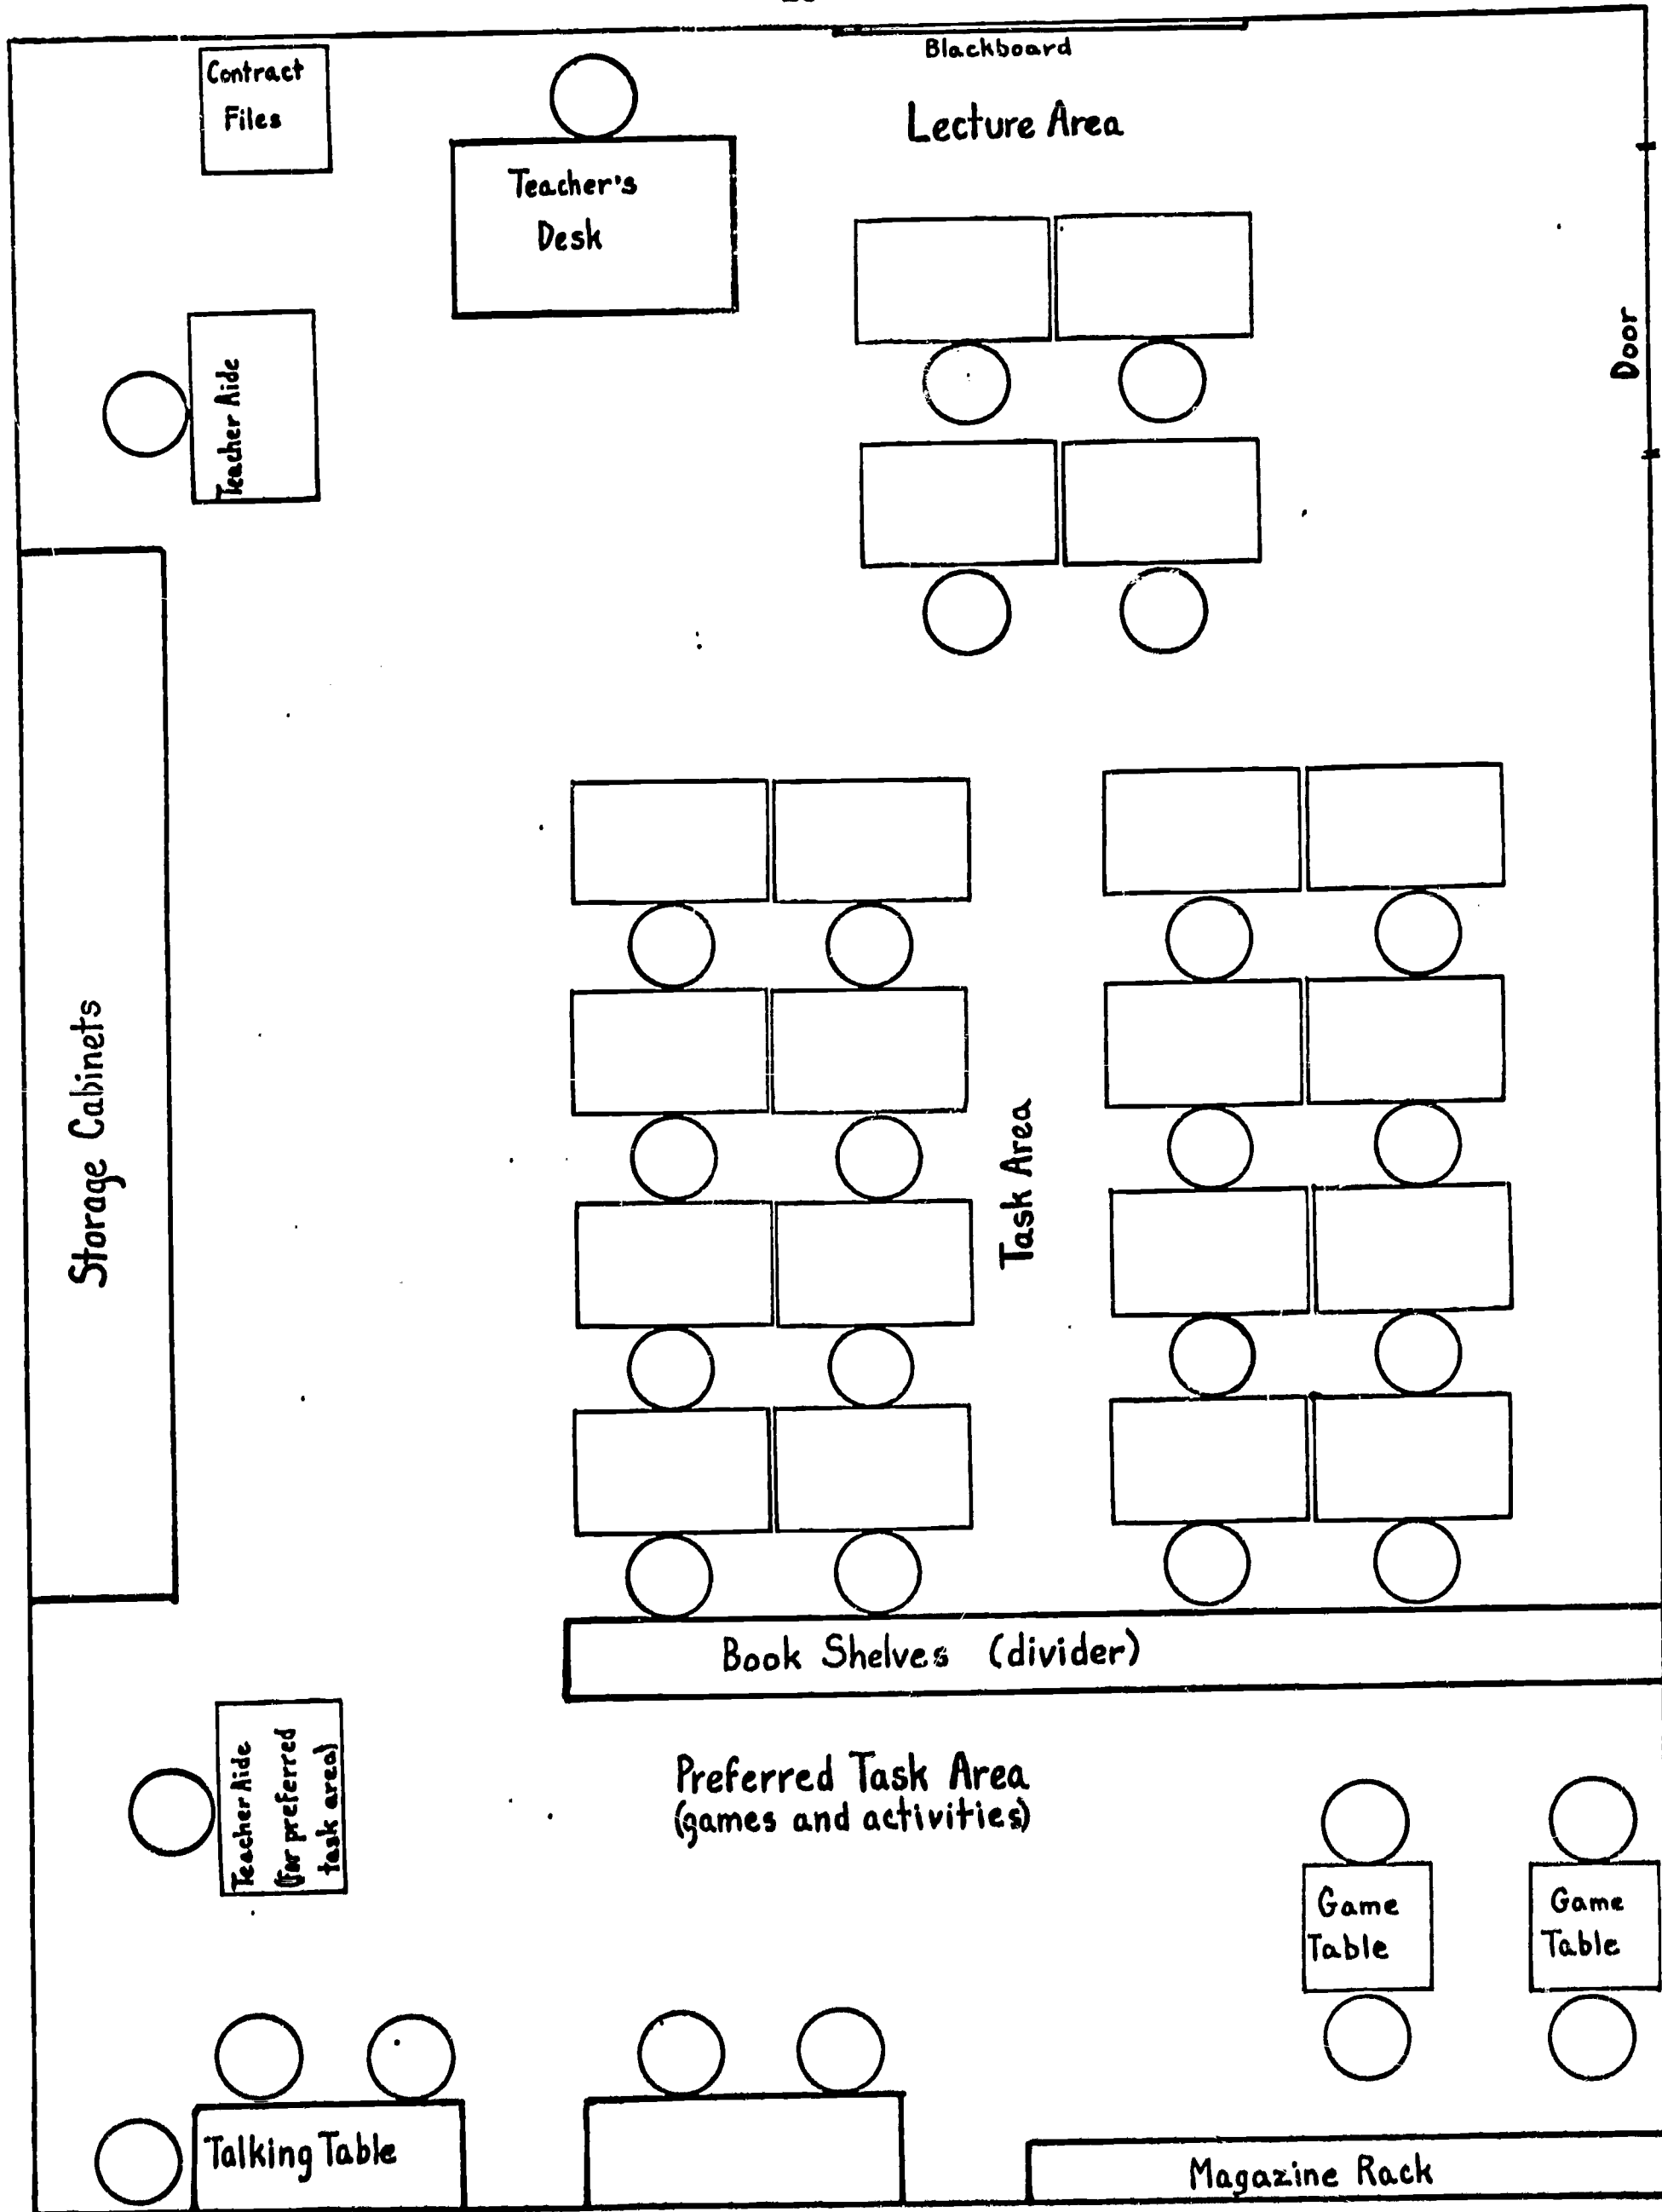 Blackboard
Contract
Files
Lecture Area
Teacher's
Desk
Door
Teacher Aide
Storage Cabinets
Task Area
Book Shelves (divider)
Teacher Aide
(for preferred
task area)
Preferred Task Area
(games and activities)
Game
Table
Game
Table
Talking Table
Magazine Rack